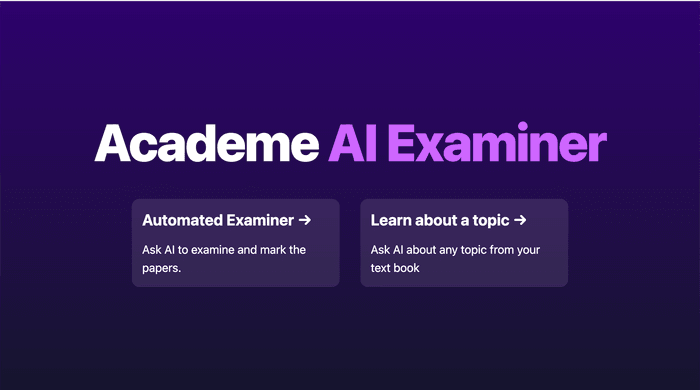 Academe AI Examiner
Automated Examiner →
Ask AI to examine and mark the
papers.
Learn about a topic →
Ask AI about any topic from your
text book